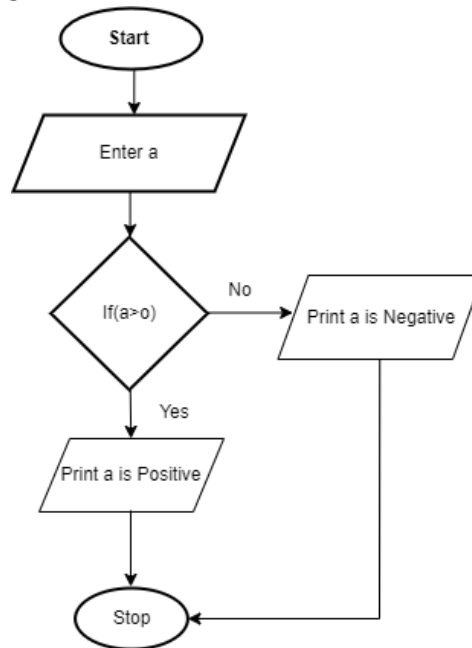 Start
Enter a
If(a>o)
No
Print a is Negative
Yes
Print a is Positive
Stop